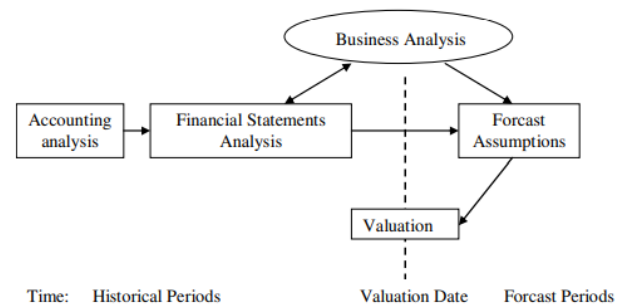 Business Analysis
Accounting
analysis
Financial Statements
Analysis
Forcast
Assumptions
Valuation
Time: Historical Periods Valuation Date Forcast Periods